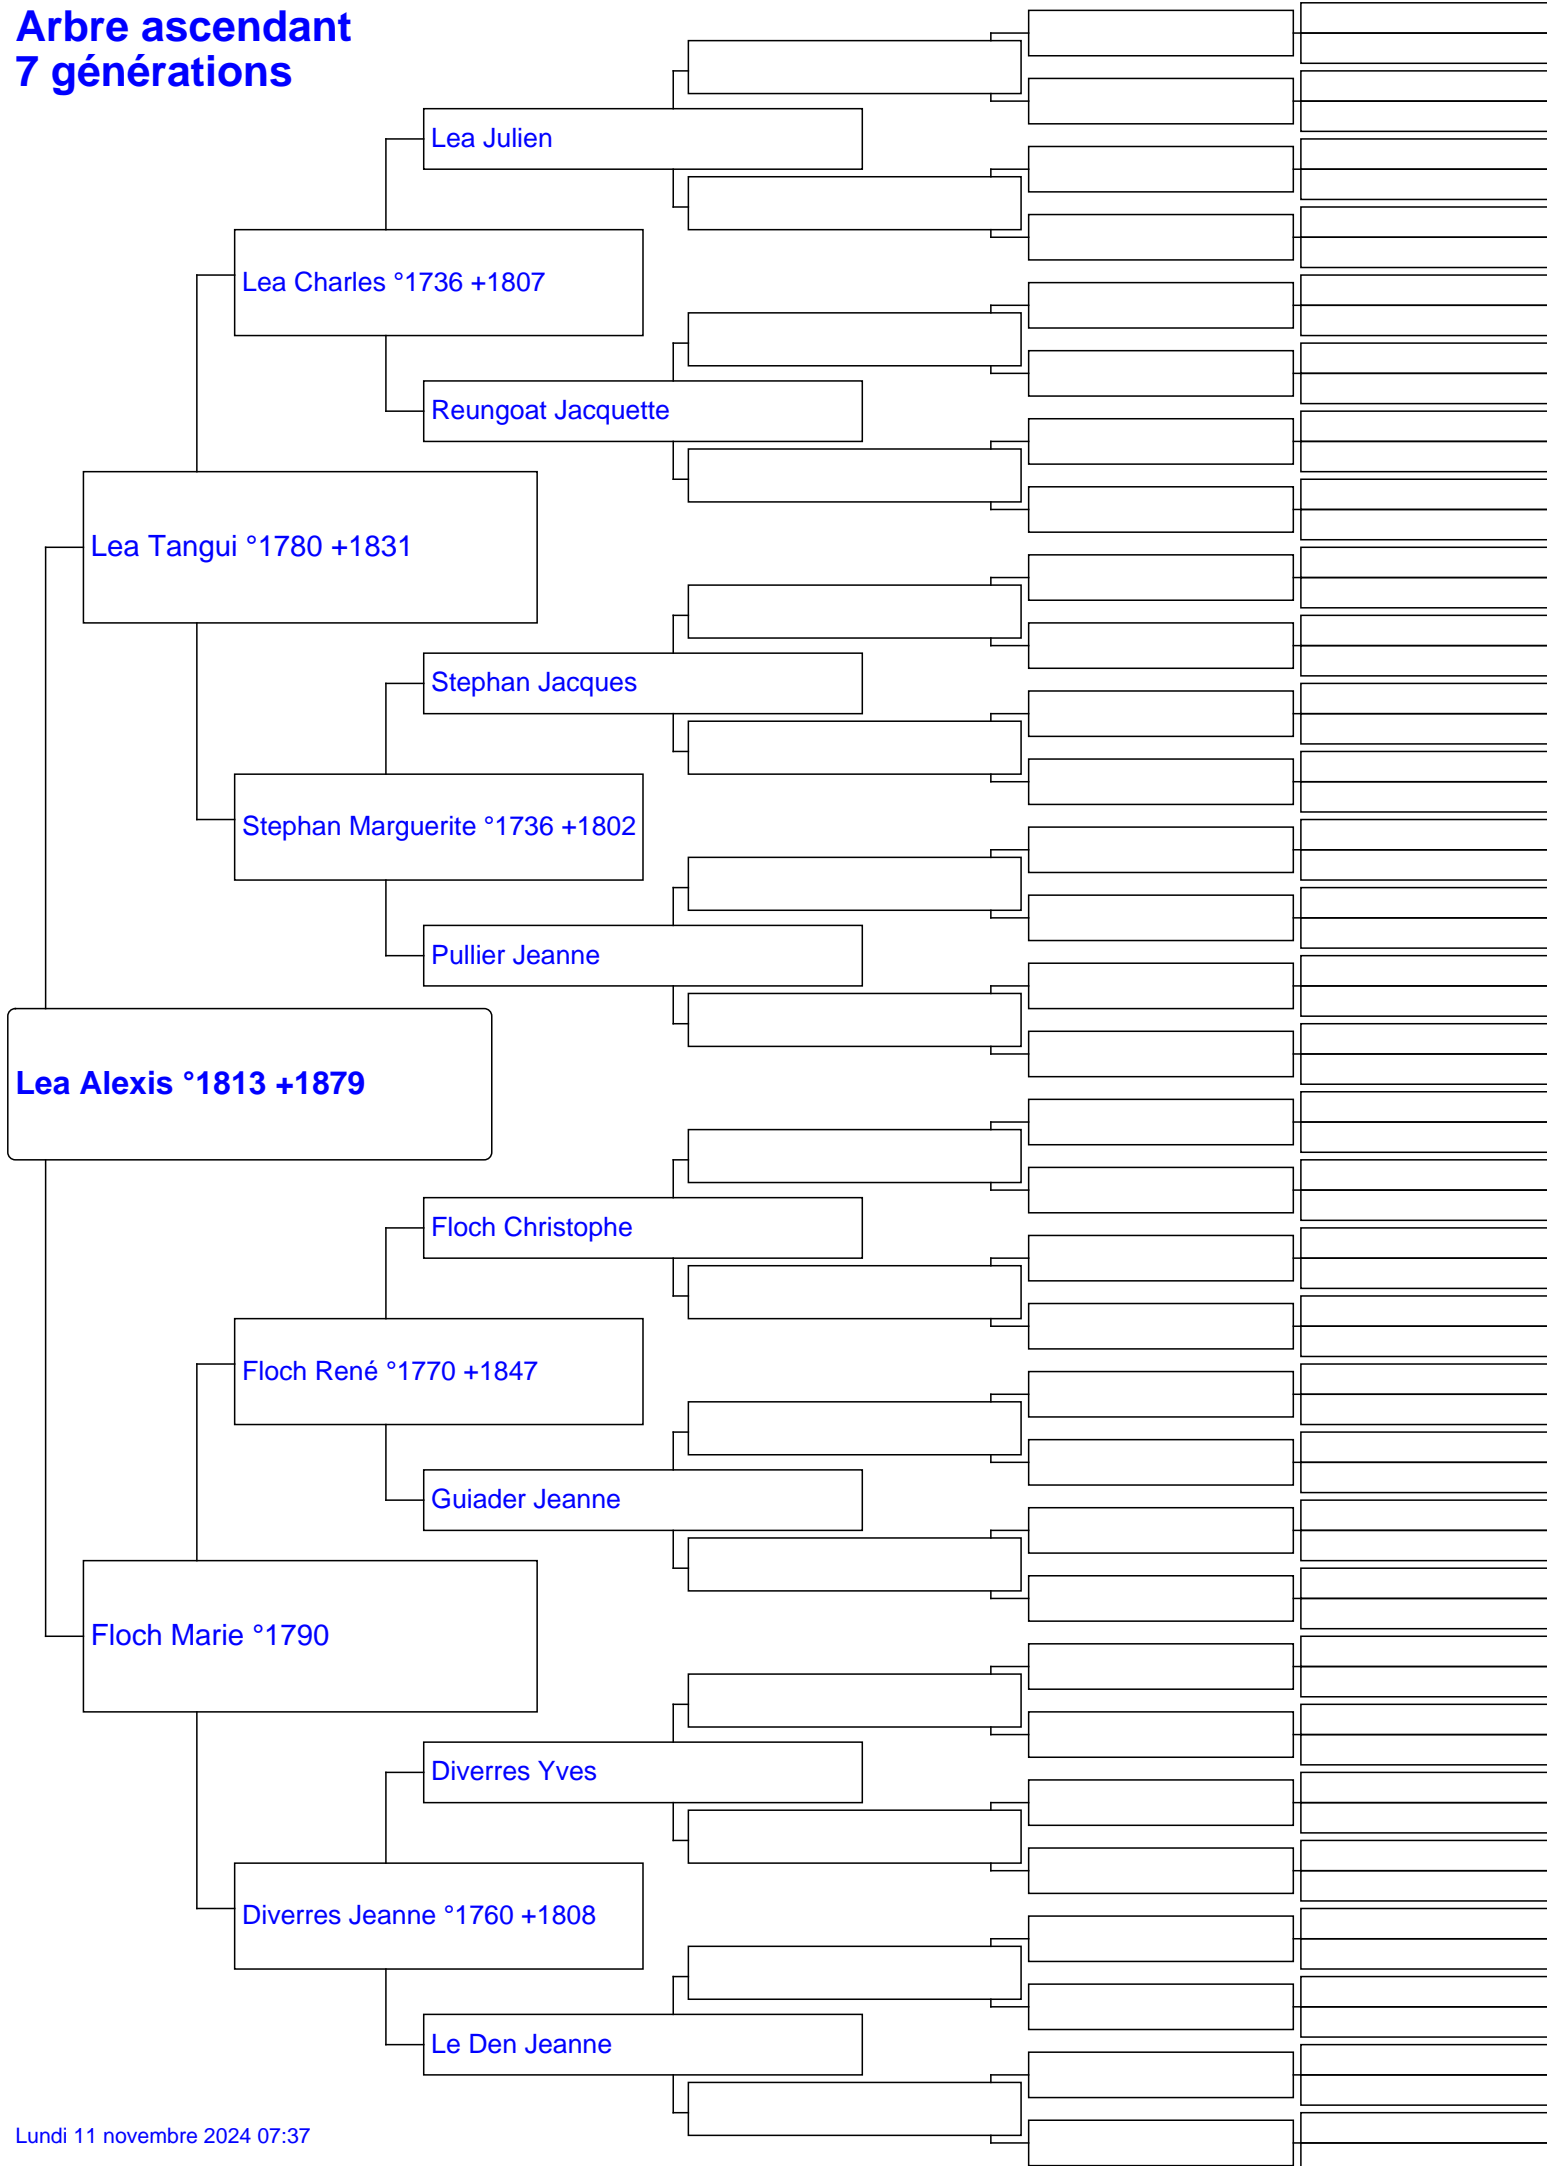 Arbre ascendant
7 générations
Lea Julien
Lea Charles °1736 +1807
Reungoat Jacquette
Lea Tangui °1780 +1831
Stephan Jacques
Stephan Marguerite °1736 +1802
Pullier Jeanne
Lea Alexis °1813 +1879
Floch Christophe
Floch René °1770 +1847
Guiader Jeanne
Floch Marie °1790
Diverres Yves
Diverres Jeanne °1760 +1808
Le Den Jeanne
Lundi 11 novembre 2024 07:37